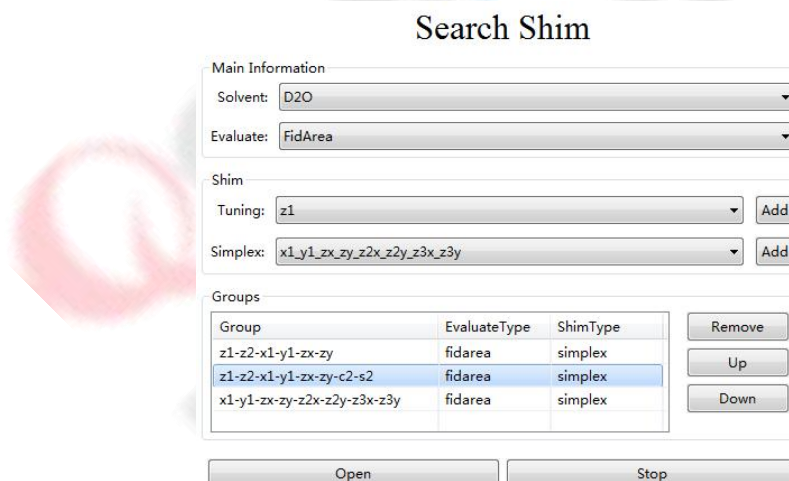 Search Shim
Main Information
Solvent: D2O
Evaluate: FidArea
Shim
Tuning: z1 Add
Simplex: x1_y1_zx_zy_z2x_z2y_z3x_z3y Add
Groups
Group EvaluateType ShimType
z1-z2-x1-y1-zx-zy fidarea simplex
z1-z2-x1-y1-zx-zy-c2-s2 fidarea simplex
x1-y1-zx-zy-z2x-z2y-z3x-z3y fidarea simplex
Remove
Up
Down
Open Stop